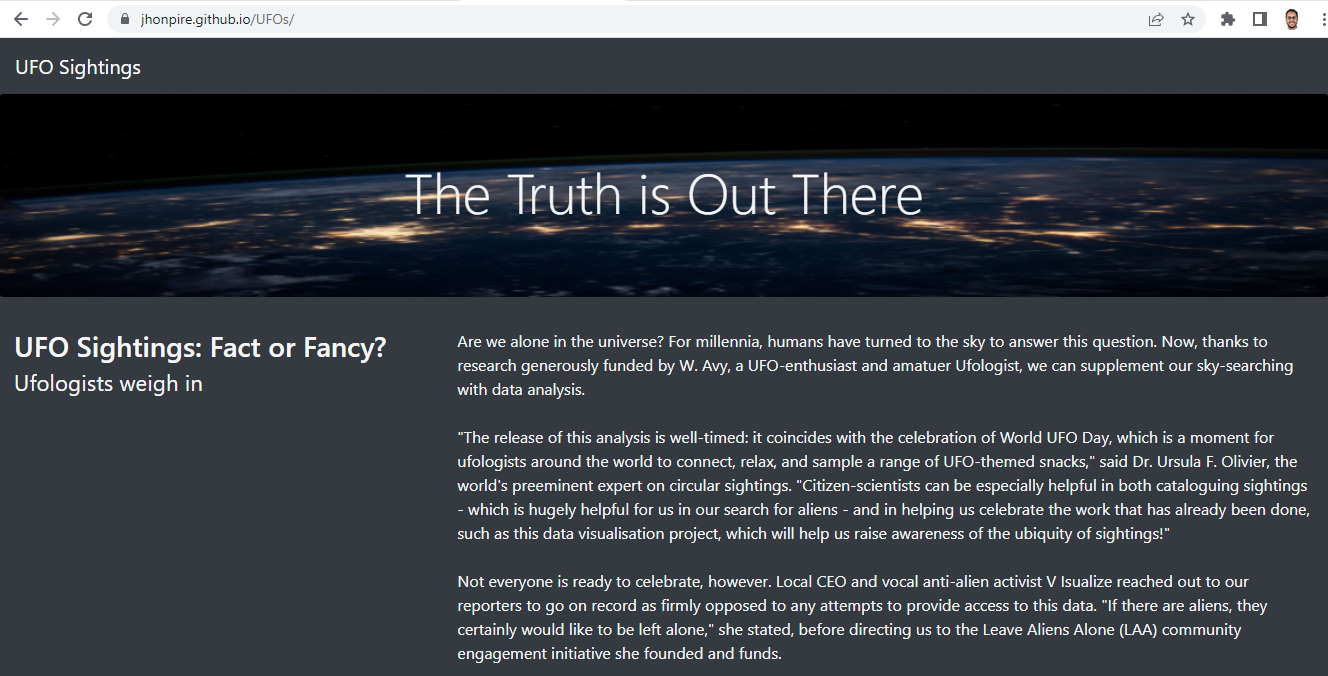 jhonpire.github.io/UFOs/
UFO Sightings
The Truth is Out There
UFO Sightings: Fact or Fancy?
Ufologists weigh in
Are we alone in the universe? For millennia, humans have turned to the sky to answer this question. Now, thanks to
research generously funded by W. Avy, a UFO-enthusiast and amatuer Ufologist, we can supplement our sky-searching
with data analysis.
"The release of this analysis is well-timed: it coincides with the celebration of World UFO Day, which is a moment for
ufologists around the world to connect, relax, and sample a range of UFO-themed snacks," said Dr. Ursula F. Olivier, the
world's preeminent expert on circular sightings. "Citizen-scientists can be especially helpful in both cataloguing sightings
- which is hugely helpful for us in our search for aliens - and in helping us celebrate the work that has already been done,
such as this data visualisation project, which will help us raise awareness of the ubiquity of sightings!"
Not everyone is ready to celebrate, however. Local CEO and vocal anti-alien activist V Isualize reached out to our
reporters to go on record as firmly opposed to any attempts to provide access to this data. "If there are aliens, they
certainly would like to be left alone," she stated, before directing us to the Leave Aliens Alone (LAA) community
engagement initiative she founded and funds.